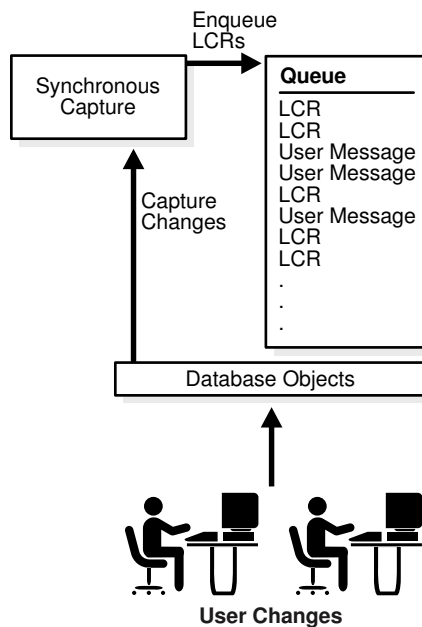 Enqueue
LCRs
Synchronous
Capture
Queue
LCR
LCR
User Message
User Message
LCR
User Message
LCR
LCR
.
.
.
Capture
Changes
Database Objects
User Changes